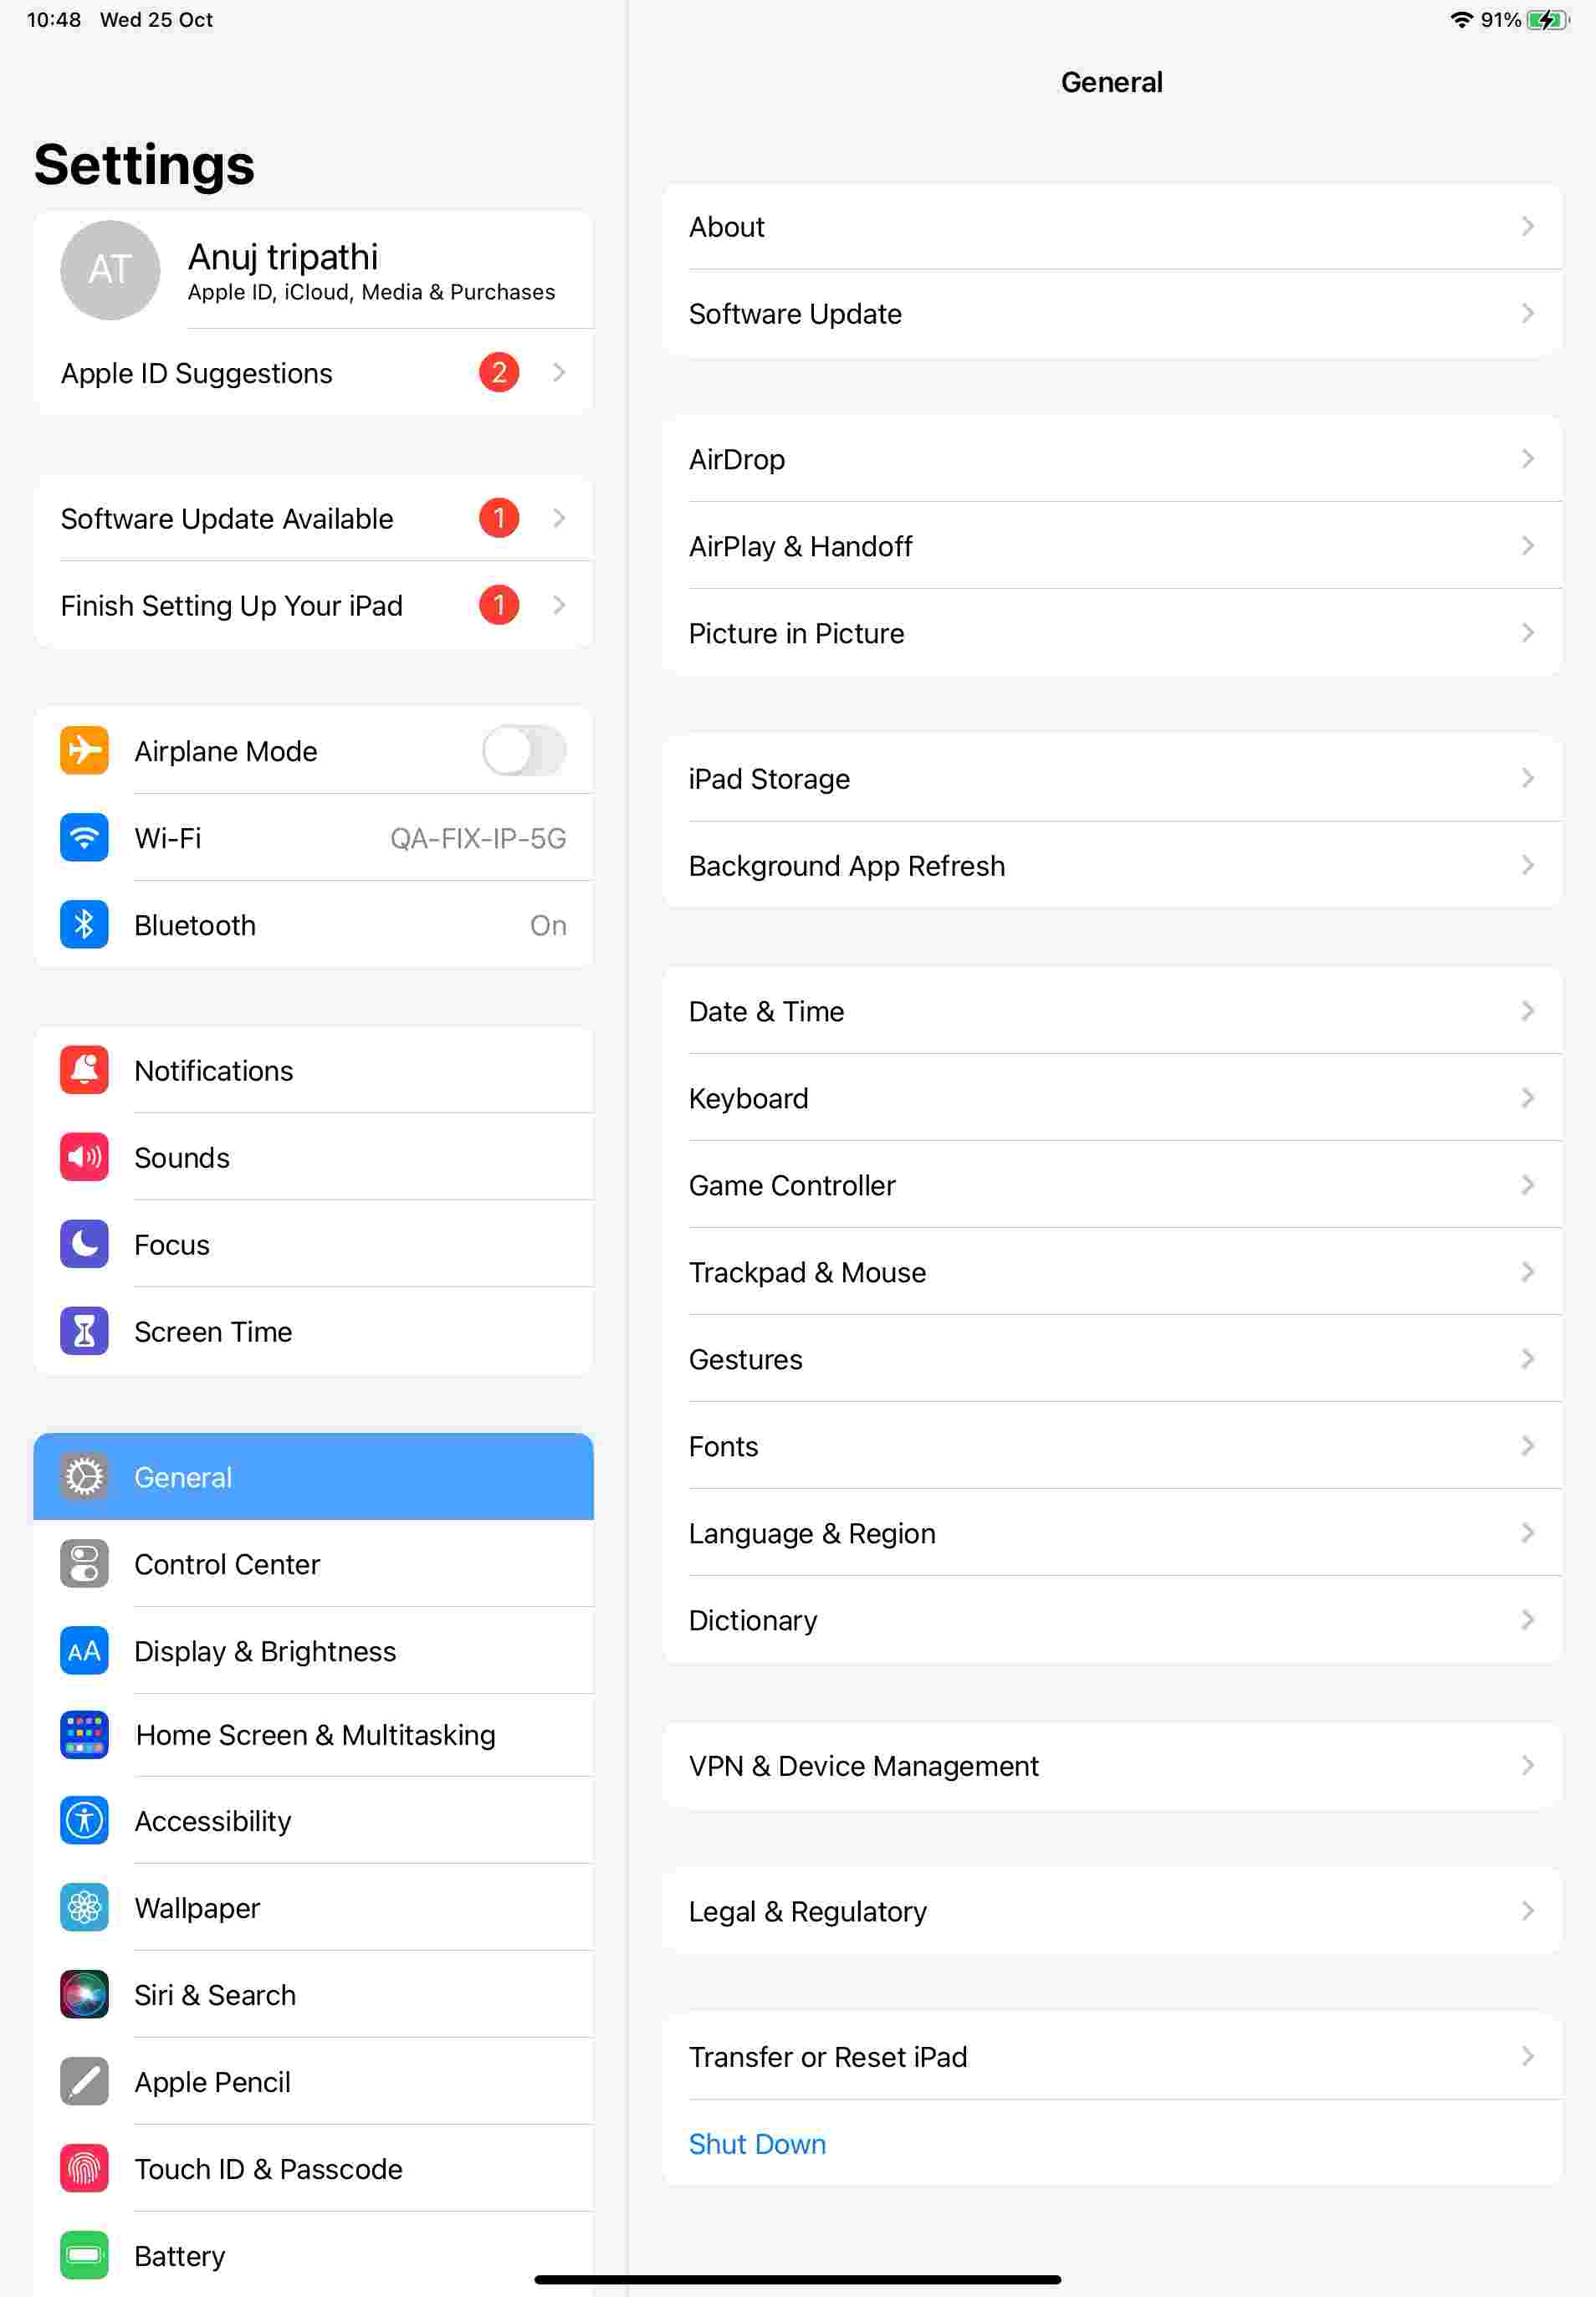 10:48 Wed 25 Oct
91%
Settings
AT
Anuj tripathi
Apple ID, iCloud, Media & Purchases
Apple ID Suggestions 2
Software Update Available 1
Finish Setting Up Your iPad 1
Airplane Mode
Wi-Fi QA-FIX-IP-5G
Bluetooth On
Notifications
Sounds
Focus
Screen Time
General
Control Center
AA Display & Brightness
Home Screen & Multitasking
Accessibility
Wallpaper
Siri & Search
Apple Pencil
Touch ID & Passcode
Battery
General
About
Software Update
AirDrop
AirPlay & Handoff
Picture in Picture
iPad Storage
Background App Refresh
Date & Time
Keyboard
Game Controller
Trackpad & Mouse
Gestures
Fonts
Language & Region
Dictionary
VPN & Device Management
Legal & Regulatory
Transfer or Reset iPad
Shut Down